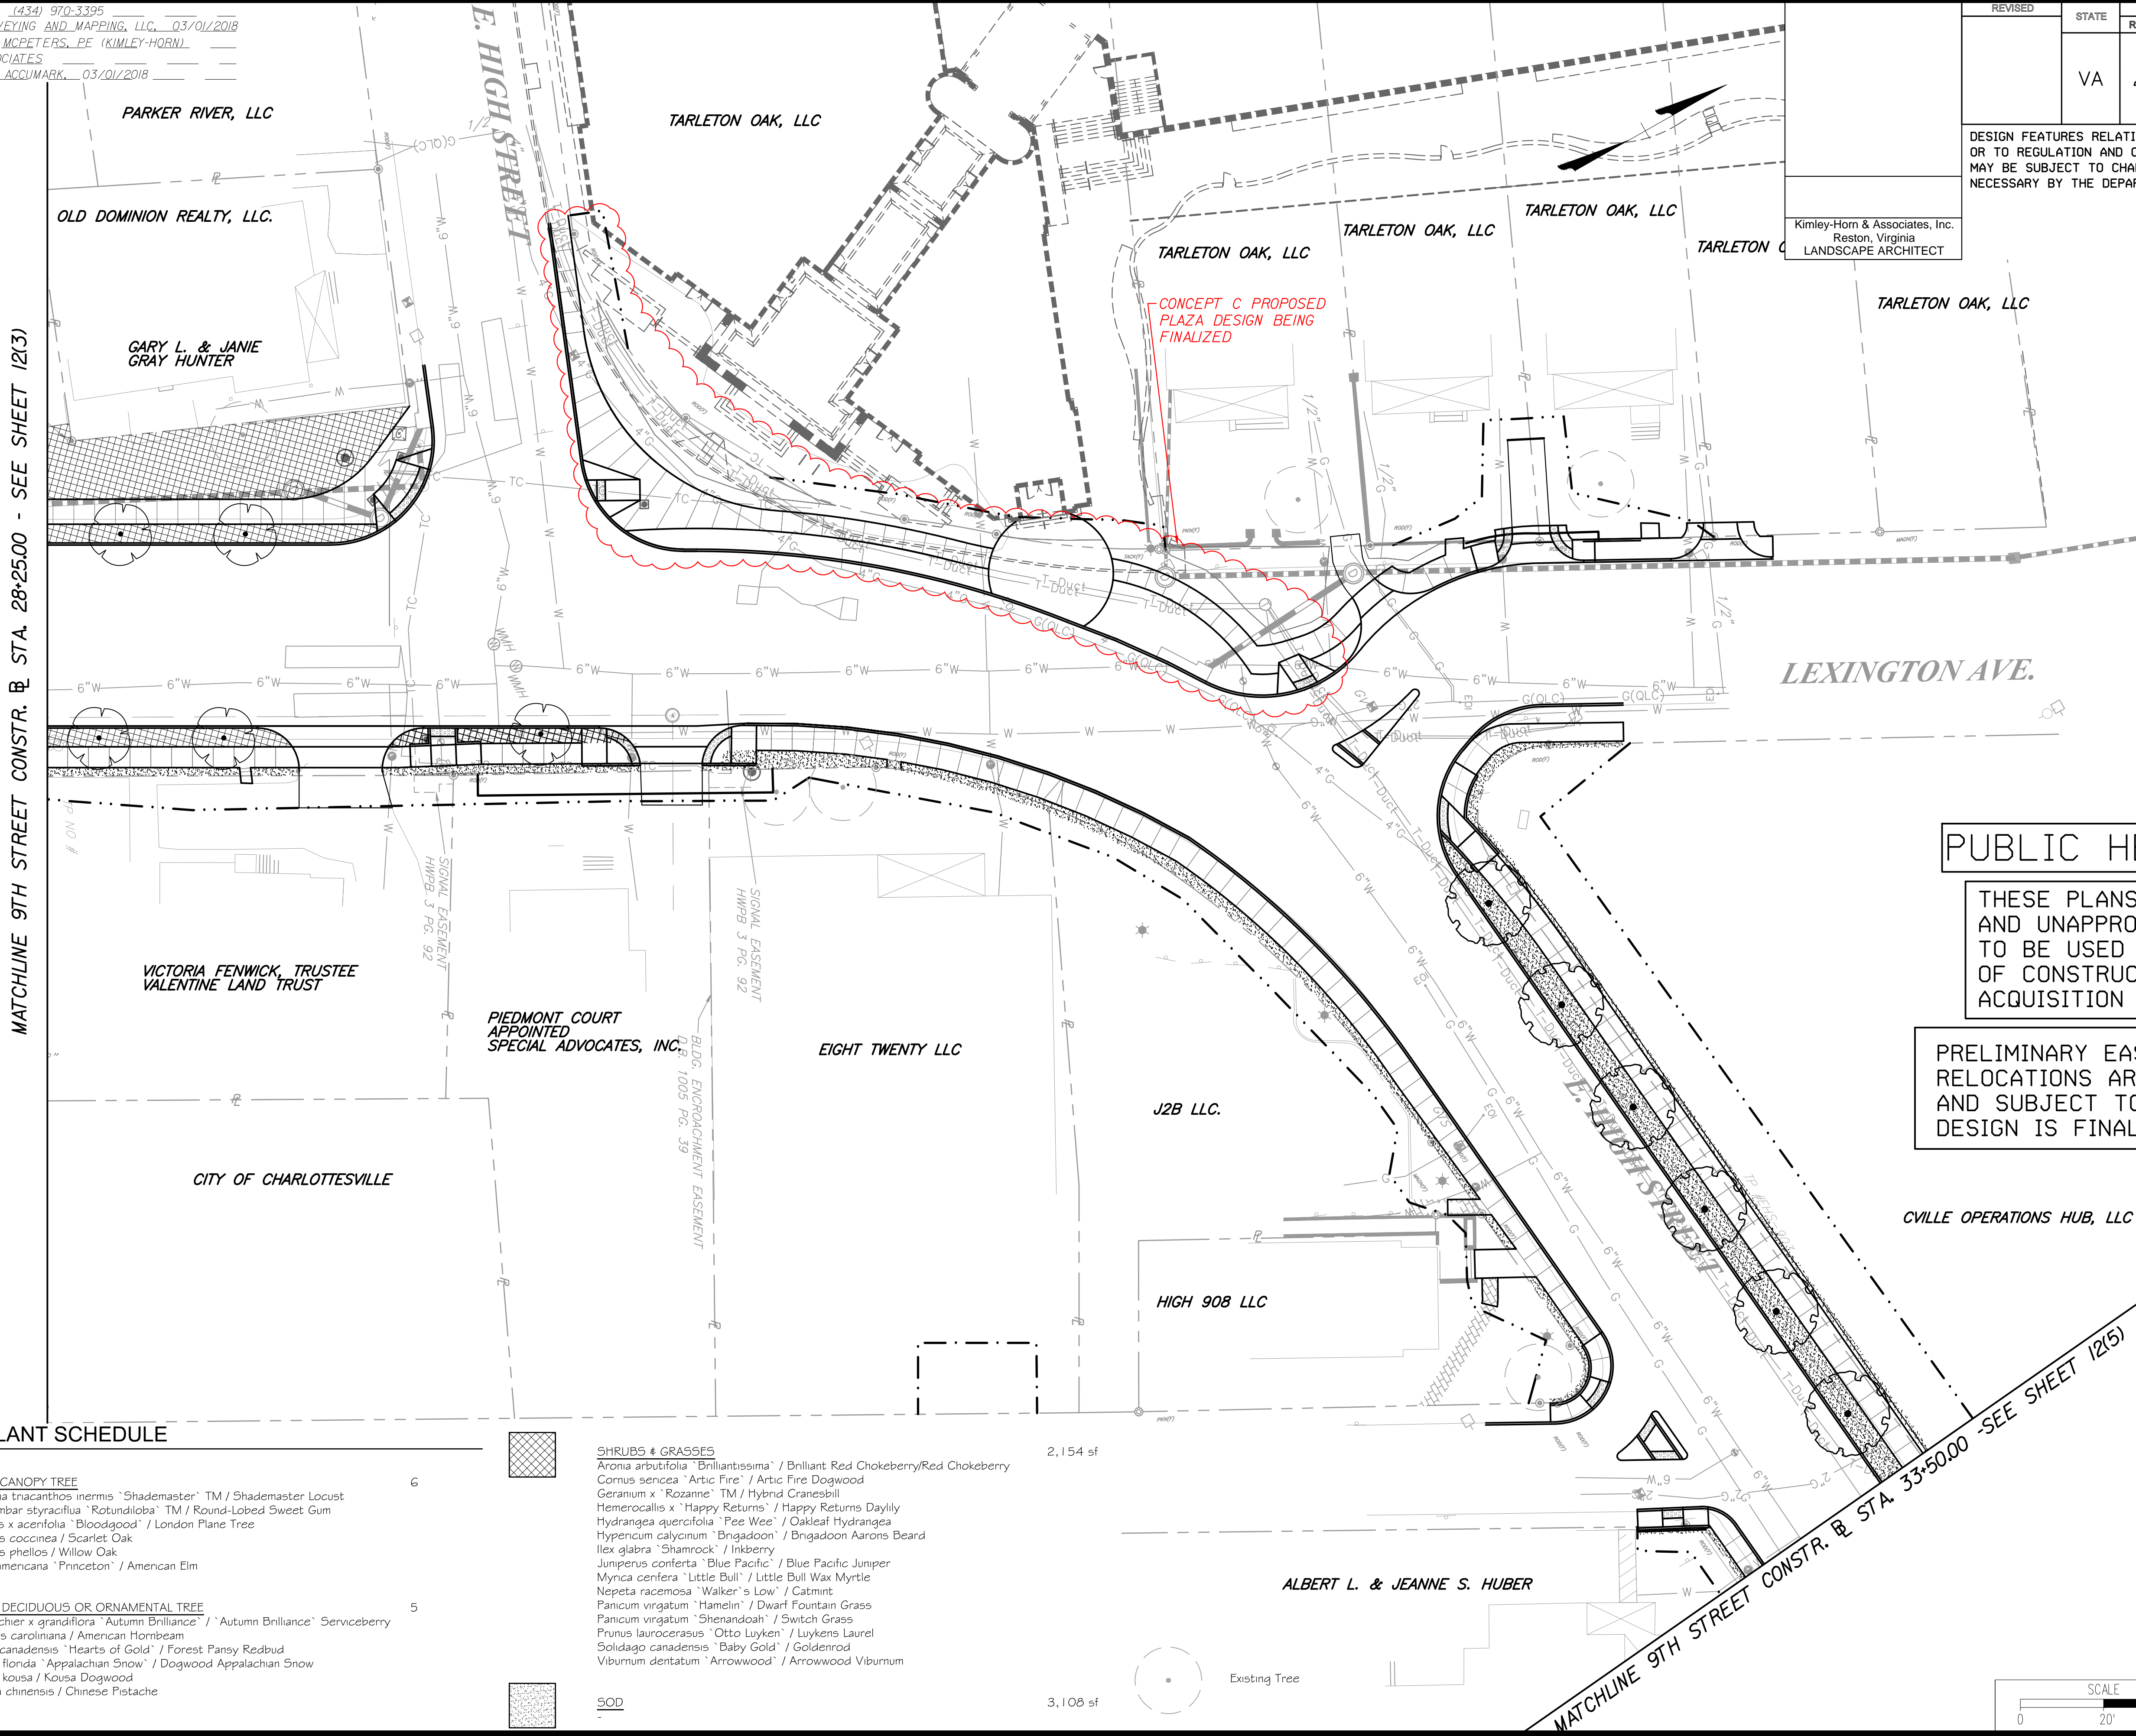 (434) 970-3395
VEYING AND MAPPING, LLC, 03/01/2018
MCPETERS, PE (KIMLEY-HORN)
OCIATES
ACCUMARK, 03/01/2018
PARKER RIVER, LLC
E. HIGH STREET
TARLETON OAK, LLC
REVISED
STATE
VA
DESIGN FEATURES RELATI
OR TO REGULATION AND
MAY BE SUBJECT TO CHA
NECESSARY BY THE DEPA
Kimley-Horn & Associates, Inc.
Reston, Virginia
LANDSCAPE ARCHITECT
OLD DOMINION REALTY, LLC.
TARLETON OAK, LLC
TARLETON OAK, LLC
TARLETON OAK, LLC
TARLETON
TARLETON OAK, LLC
CONCEPT C PROPOSED
PLAZA DESIGN BEING
FINALIZED
GARY L. & JANIE
GRAY HUNTER
MATCHLINE 9TH STREET CONSTR. BL STA. 28+25.00 - SEE SHEET 12(3)
LEXINGTON AVE.
PUBLIC HE
THESE PLANS
AND UNAPPRO
TO BE USED
OF CONSTRUC
ACQUISITION
PRELIMINARY EAS
RELOCATIONS AR
AND SUBJECT TO
DESIGN IS FINAL
SIGNAL EASEMENT
HWPB 3 PG. 92
SIGNAL EASEMENT
HWPB 3 PG. 92
VICTORIA FENWICK, TRUSTEE
VALENTINE LAND TRUST
PIEDMONT COURT
APPOINTED
SPECIAL ADVOCATES, INC.
BLDG. ENCROACHMENT EASEMENT
D.B. 1005 PG. 39
EIGHT TWENTY LLC
J2B LLC.
E. HIGH STREET
CITY OF CHARLOTTESVILLE
CVILLE OPERATIONS HUB, LLC
HIGH 908 LLC
ALBERT L. & JEANNE S. HUBER
MATCHLINE 9TH STREET CONSTR. BL STA. 33+50.00 -SEE SHEET 12(5)
LANT SCHEDULE
CANOPY TREE 6
ia triacanthos inermis `Shademaster` TM / Shademaster Locust
mbar styraciflua `Rotundiloba` TM / Round-Lobed Sweet Gum
s x acerifolia `Bloodgood` / London Plane Tree
s coccinea / Scarlet Oak
s phellos / Willow Oak
mericana `Princeton` / American Elm
DECIDUOUS OR ORNAMENTAL TREE 5
chier x grandiflora `Autumn Brilliance` / `Autumn Brilliance` Serviceberry
s caroliniana / American Hornbeam
canadensis `Hearts of Gold` / Forest Pansy Redbud
florida `Appalachian Snow` / Dogwood Appalachian Snow
kousa / Kousa Dogwood
chinensis / Chinese Pistache
SHRUBS & GRASSES 2,154 sf
Aronia arbutifolia `Brilliantissima` / Brilliant Red Chokeberry/Red Chokeberry
Cornus sericea `Artic Fire` / Artic Fire Dogwood
Geranium x `Rozanne` TM / Hybrid Cranesbill
Hemerocallis x `Happy Returns` / Happy Returns Daylily
Hydrangea quercifolia `Pee Wee` / Oakleaf Hydrangea
Hypericum calycinum `Brigadoon` / Brigadoon Aarons Beard
Ilex glabra `Shamrock` / Inkberry
Juniperus conferta `Blue Pacific` / Blue Pacific Juniper
Myrica cerifera `Little Bull` / Little Bull Wax Myrtle
Nepeta racemosa `Walker`s Low` / Catmint
Panicum virgatum `Hamelin` / Dwarf Fountain Grass
Panicum virgatum `Shenandoah` / Switch Grass
Prunus laurocerasus `Otto Luyken` / Luykens Laurel
Solidago canadensis `Baby Gold` / Goldenrod
Viburnum dentatum `Arrowwood` / Arrowwood Viburnum
SOD 3,108 sf
-
Existing Tree
SCALE
0 20'